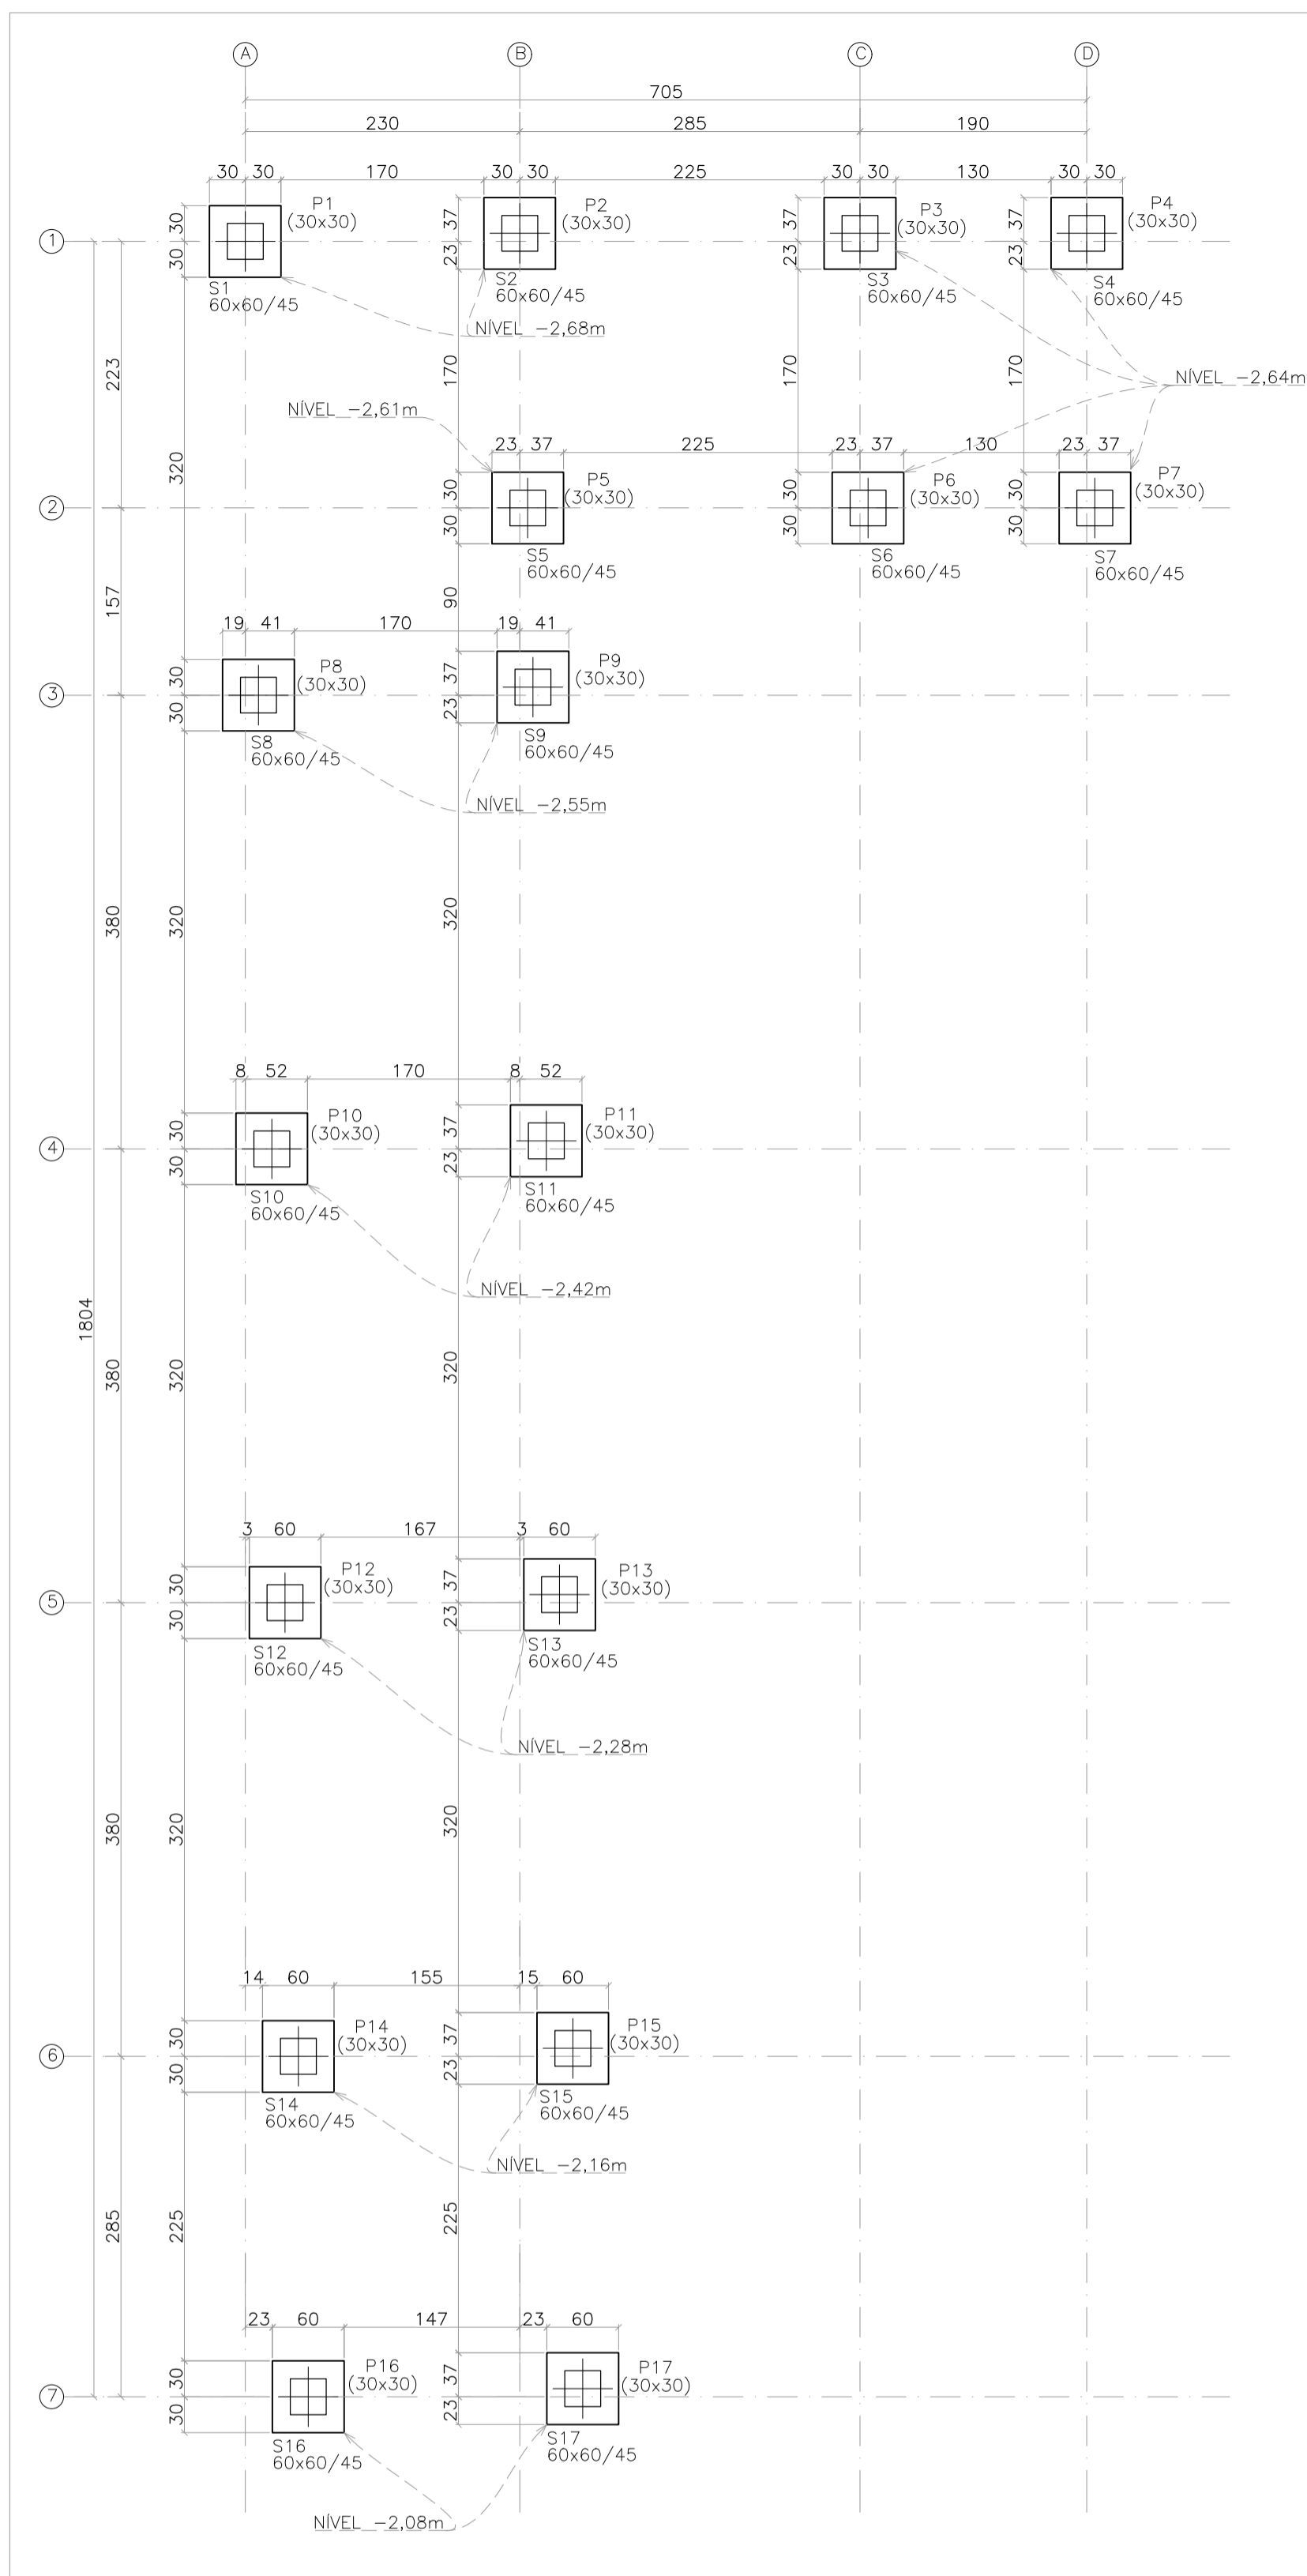 A B C D
705
230 285 190
30 30 170 30 30 225 30 30 130 30 30
1
30
30
P1
(30x30)
S1
60x60/45
37
23
P2
(30x30)
S2
60x60/45
37
23
P3
(30x30)
S3
60x60/45
37
23
P4
(30x30)
S4
60x60/45
NÍVEL -2,68m
223
320
170
170
170
NÍVEL -2,64m
NÍVEL -2,61m
23 37 225 23 37 130 23 37
2
30
30
P5
(30x30)
S5
60x60/45
30
30
P6
(30x30)
S6
60x60/45
30
30
P7
(30x30)
S7
60x60/45
157
90
19 41 170 19 41
3
30
30
P8
(30x30)
S8
60x60/45
37
23
P9
(30x30)
S9
60x60/45
NÍVEL -2,55m
380
320
320
8 52 170 8 52
4
30
30
P10
(30x30)
S10
60x60/45
37
23
P11
(30x30)
S11
60x60/45
NÍVEL -2,42m
1804
380
320
320
3 60 167 3 60
5
30
30
P12
(30x30)
S12
60x60/45
37
23
P13
(30x30)
S13
60x60/45
NÍVEL -2,28m
380
320
320
14 60 155 15 60
6
30
30
P14
(30x30)
S14
60x60/45
37
23
P15
(30x30)
S15
60x60/45
NÍVEL -2,16m
285
225
225
23 60 147 23 60
7
30
30
P16
(30x30)
S16
60x60/45
37
23
P17
(30x30)
S17
60x60/45
NÍVEL -2,08m